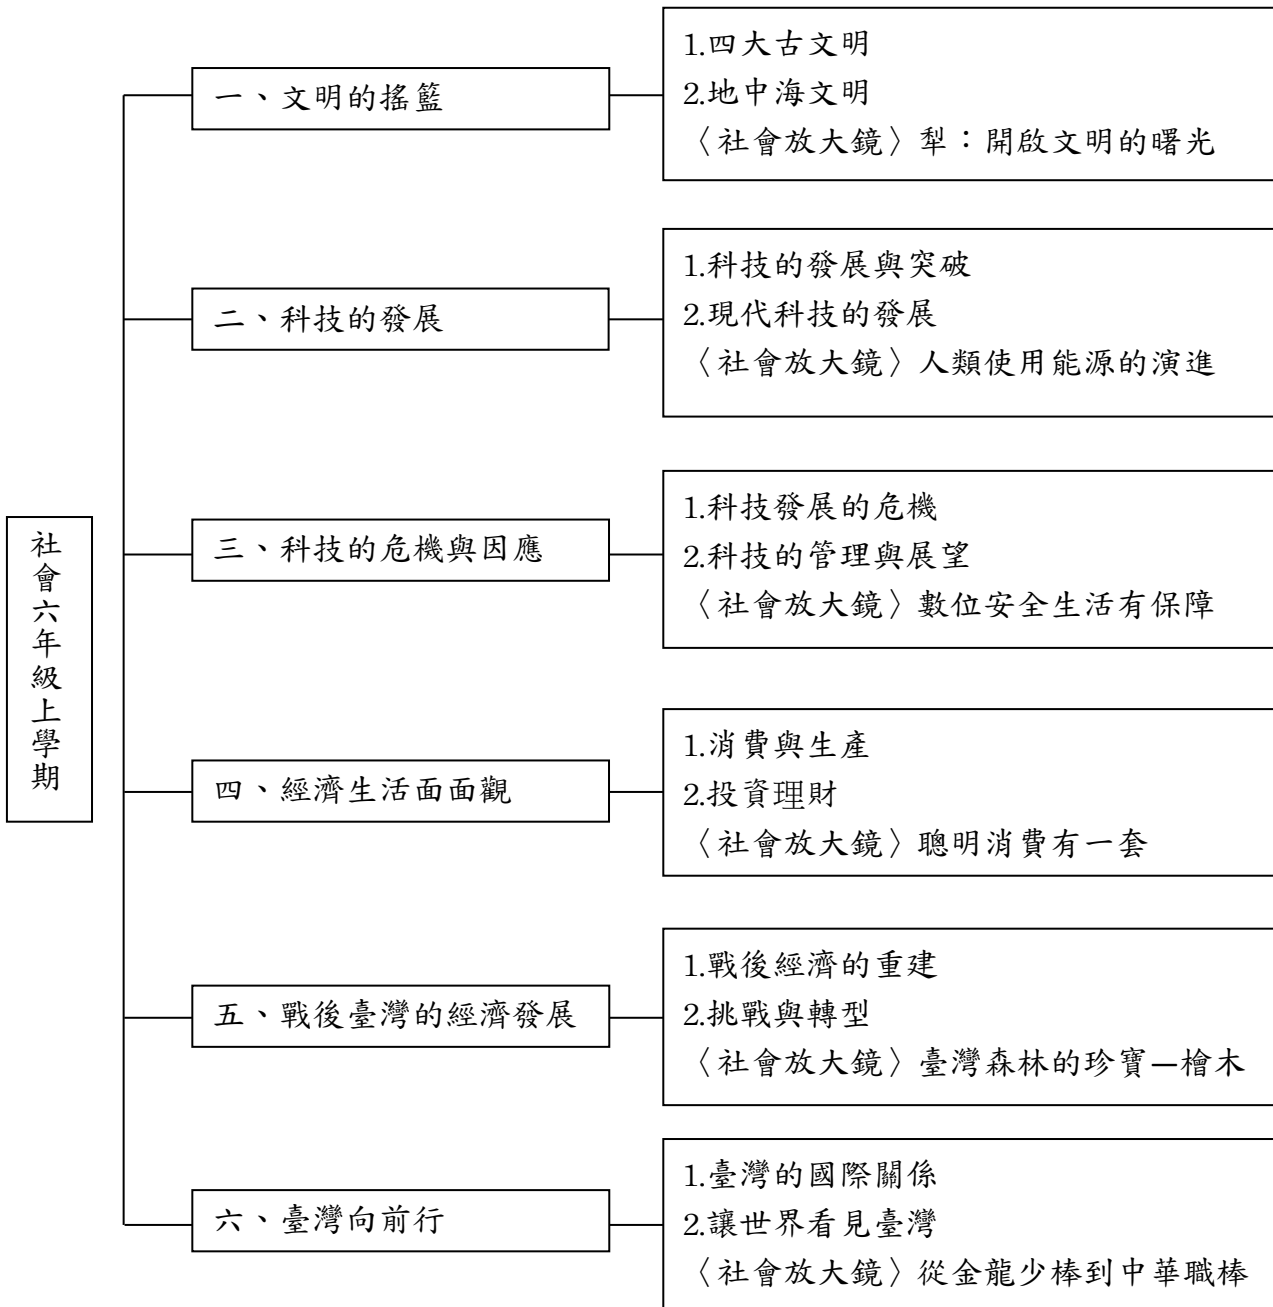 社會六年級上學期
一、文明的搖籃
1.四大古文明
2.地中海文明
〈社會放大鏡〉犁：開啟文明的曙光
二、科技的發展
1.科技的發展與突破
2.現代科技的發展
〈社會放大鏡〉人類使用能源的演進
三、科技的危機與因應
1.科技發展的危機
2.科技的管理與展望
〈社會放大鏡〉數位安全生活有保障
四、經濟生活面面觀
1.消費與生產
2.投資理財
〈社會放大鏡〉聰明消費有一套
五、戰後臺灣的經濟發展
1.戰後經濟的重建
2.挑戰與轉型
〈社會放大鏡〉臺灣森林的珍寶—檜木
六、臺灣向前行
1.臺灣的國際關係
2.讓世界看見臺灣
〈社會放大鏡〉從金龍少棒到中華職棒